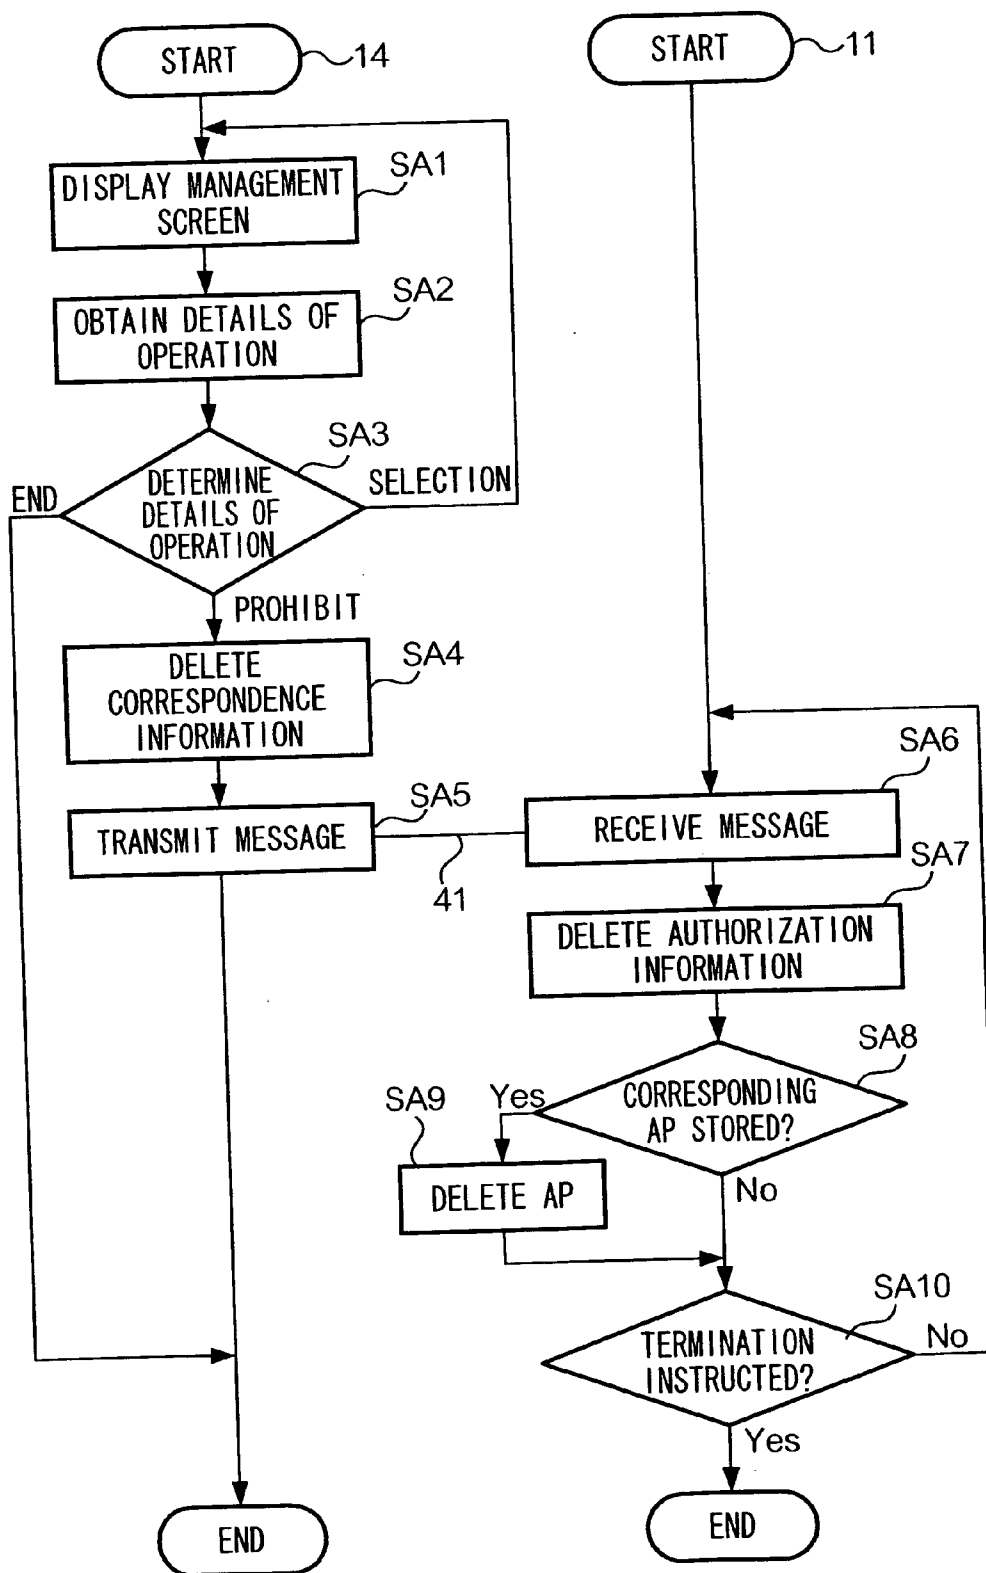 START
14
SA1
DISPLAY MANAGEMENT
SCREEN
SA2
OBTAIN DETAILS OF
OPERATION
SA3
DETERMINE
DETAILS OF
OPERATION
END
SELECTION
PROHIBIT
SA4
DELETE
CORRESPONDENCE
INFORMATION
SA5
TRANSMIT MESSAGE
41
END
START
11
SA6
RECEIVE MESSAGE
SA7
DELETE AUTHORIZATION
INFORMATION
SA8
CORRESPONDING
AP STORED?
Yes
SA9
DELETE AP
No
SA10
TERMINATION
INSTRUCTED?
No
Yes
END